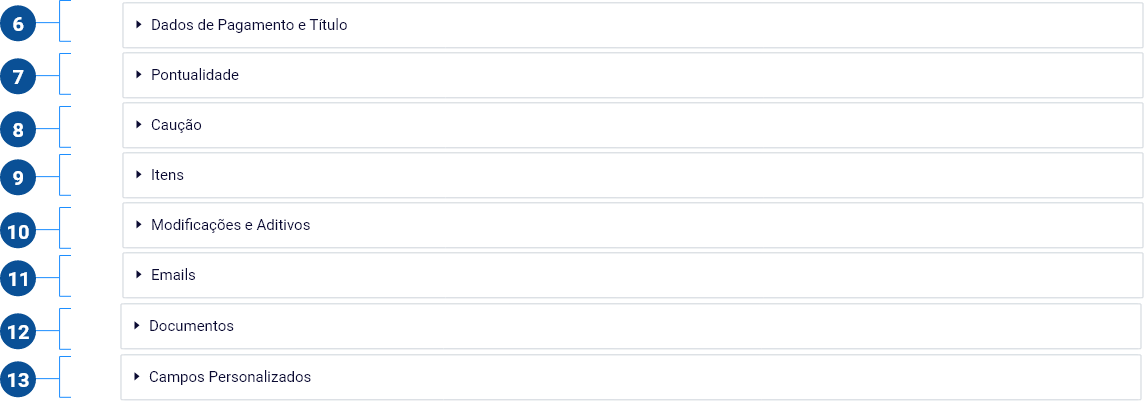 6 Dados de Pagamento e Título
7 Pontualidade
8 Caução
9 Itens
10 Modificações e Aditivos
11 Emails
12 Documentos
13 Campos Personalizados